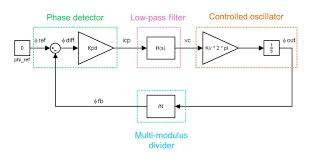 Phase detector
Low-pass filter
Controlled oscillator
ϕ ref
ϕ diff
icp
vc
ϕ out
0
Kpd
H(s)
Kv * 2 * pi
1
s
phi_ref
ϕ fb
/N
Multi-modulus
divider